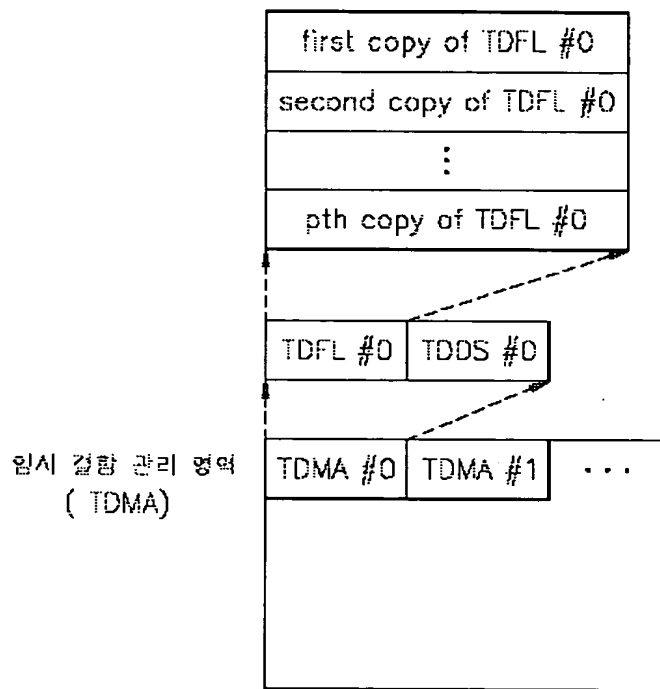 first copy of TDFL #0
second copy of TDFL #0
⋮
pth copy of TDFL #0
TDFL #0 TDDS #0
임시 결함 관리 영역
( TDMA)
TDMA #0 TDMA #1 ...